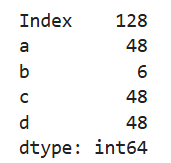 Index    128
a         48
b          6
c         48
d         48
dtype: int64